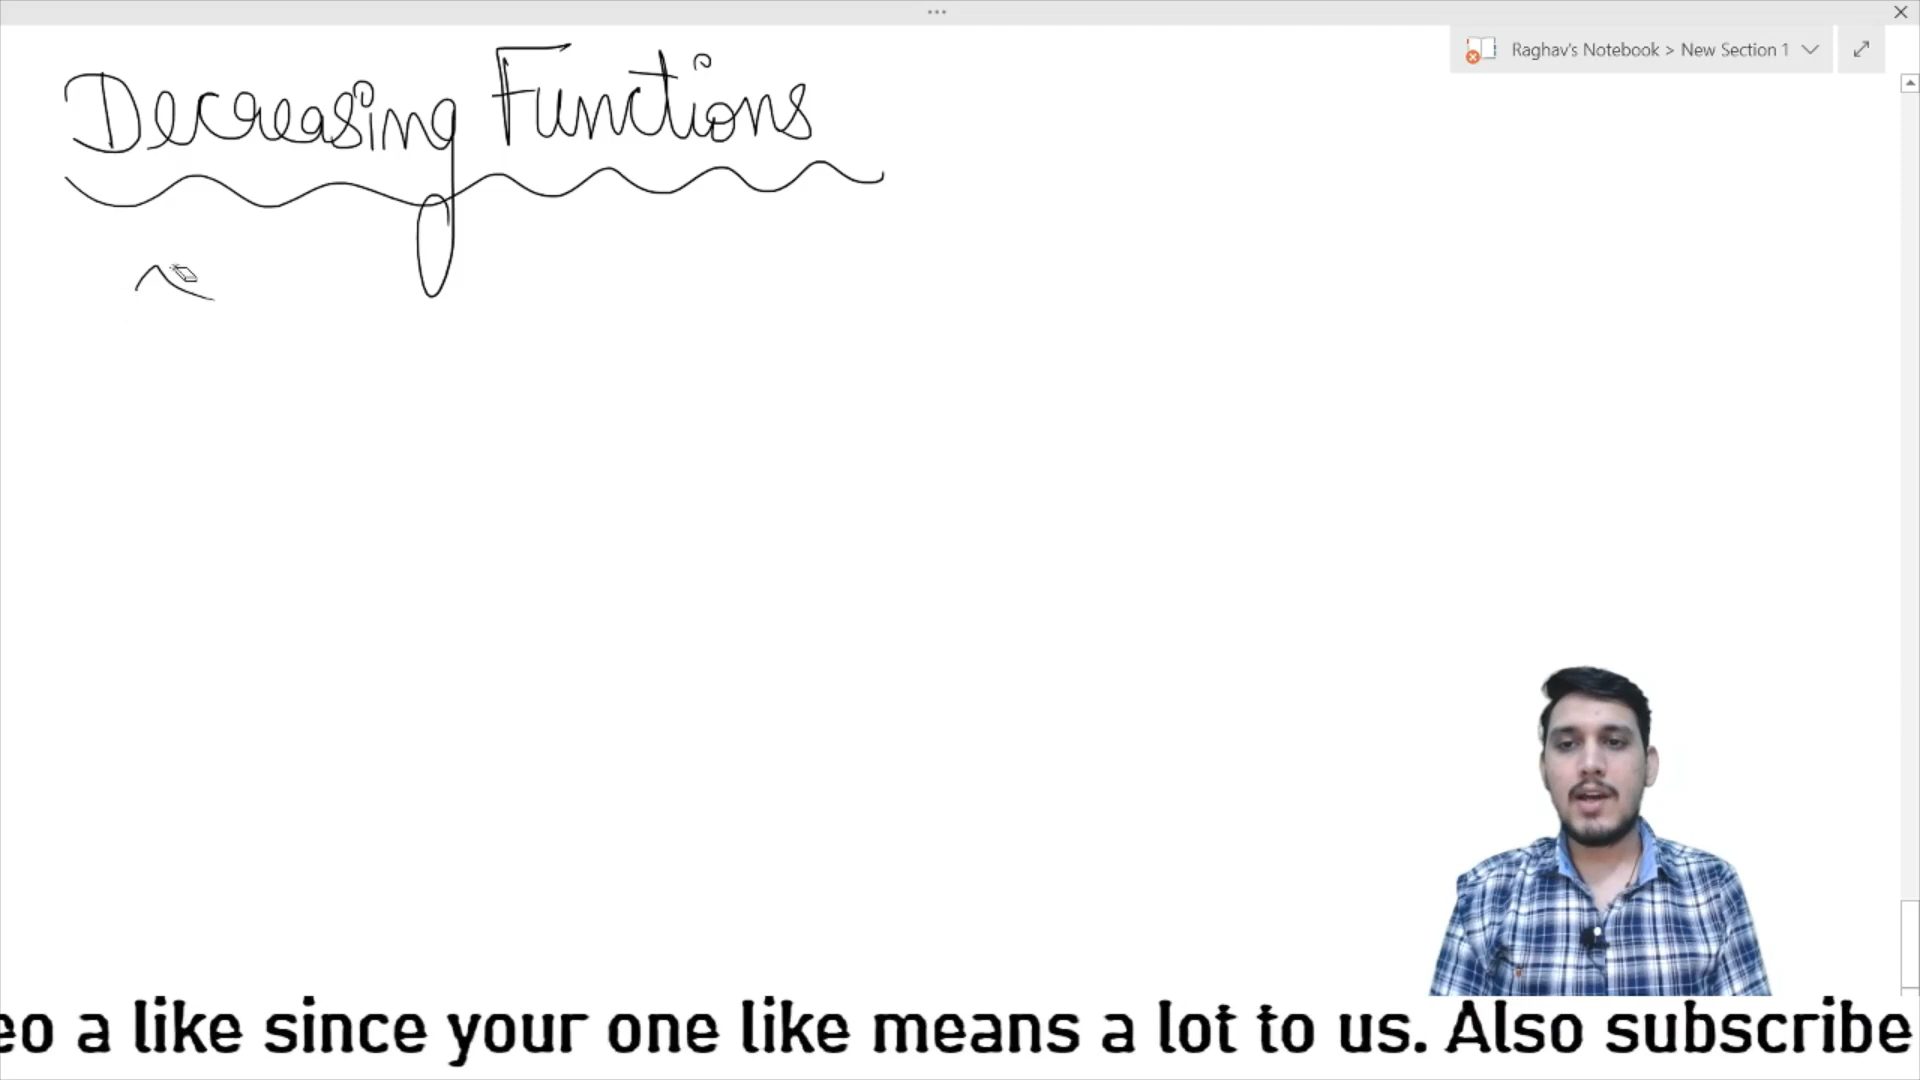 Raghav's Notebook > New Section 1
Decreasing Functions
eo a like since your one like means a lot to us. Also subscribe